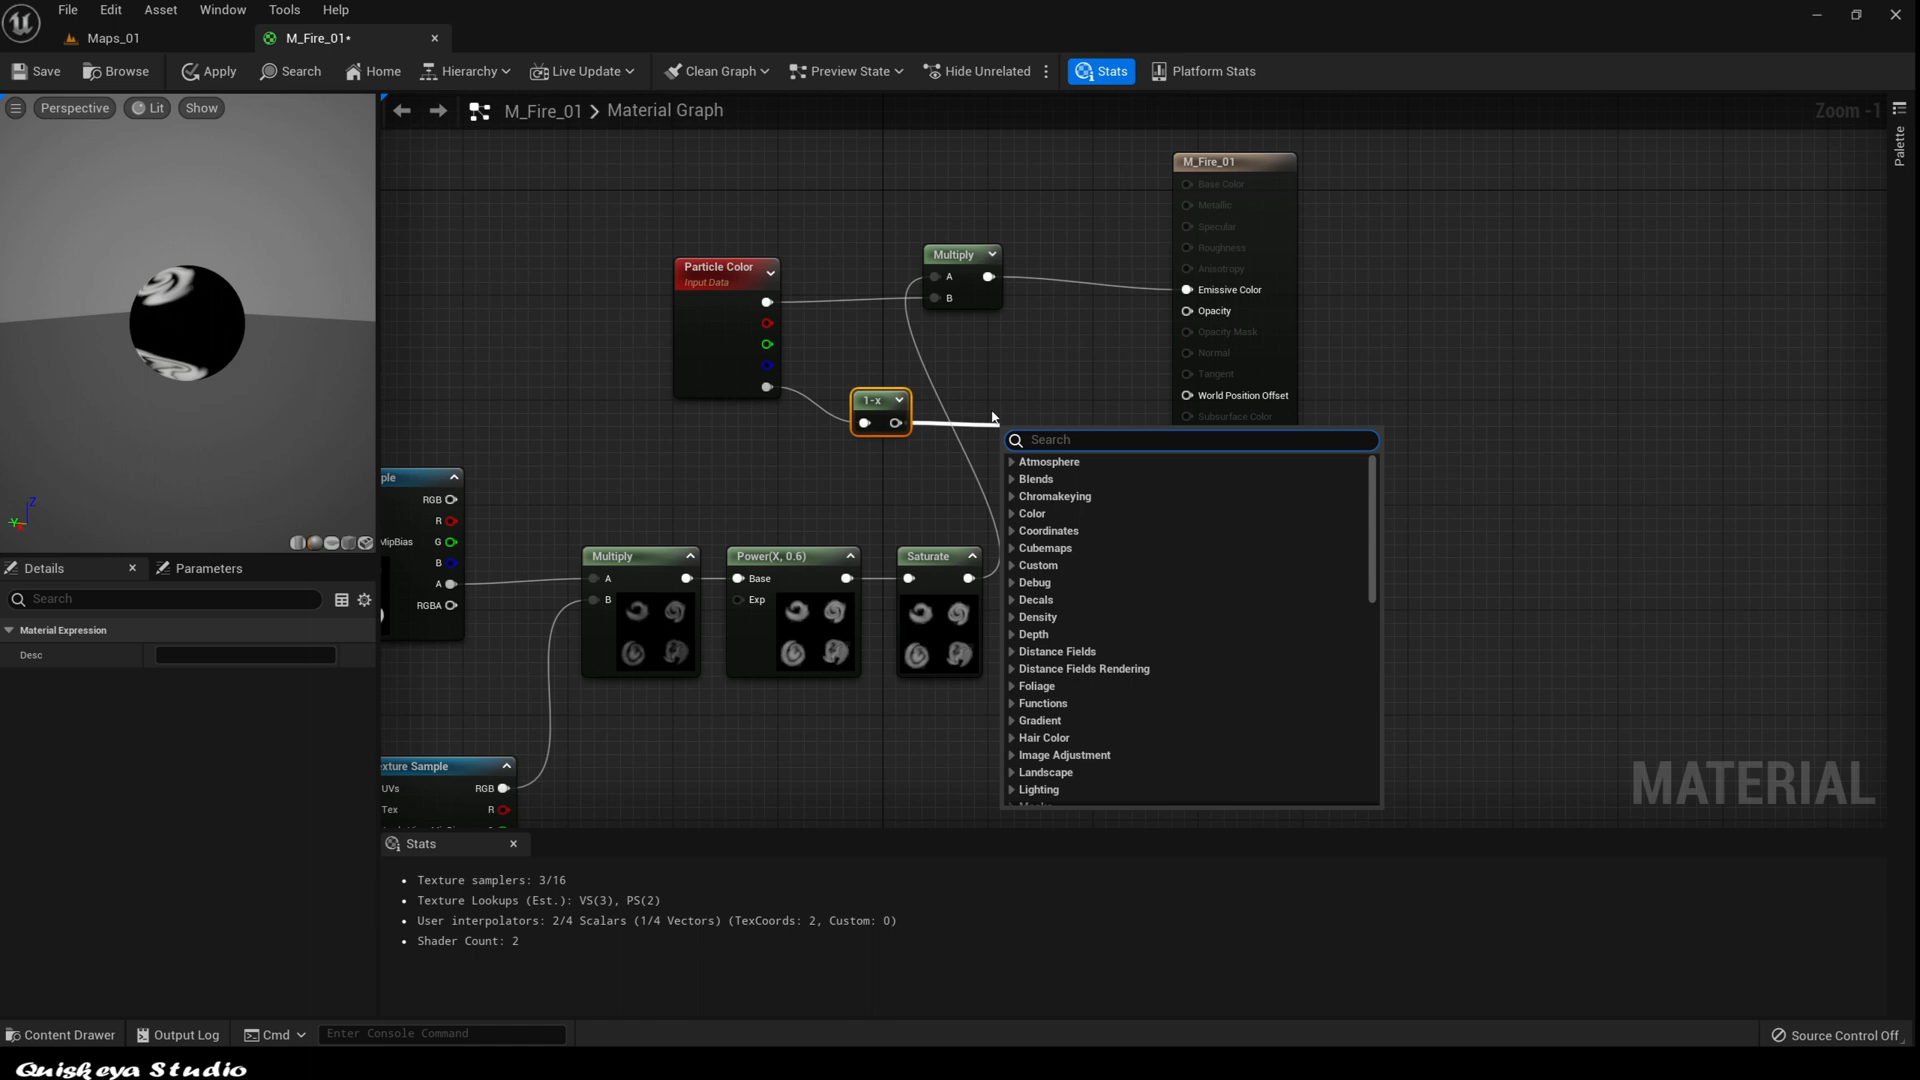 File Edit Asset Window Tools Help
Maps_01
M_Fire_01•
Save Browse Apply Search Home Hierarchy Live Update Clean Graph Preview State Hide Unrelated Stats Platform Stats
Perspective Lit Show
M_Fire_01 Material Graph
Zoom -1
Palette
M_Fire_01
Base Color
Metallic
Specular
Roughness
Anisotropy
Emissive Color
Opacity
Opacity Mask
Normal
Tangent
World Position Offset
Subsurface Color
Multiply
A
B
Particle Color
Input Data
1-x
Search
Atmosphere
Blends
Chromakeying
Color
Coordinates
Cubemaps
Custom
Debug
Decals
Density
Depth
Distance Fields
Distance Fields Rendering
Foliage
Functions
Gradient
Hair Color
Image Adjustment
Landscape
Lighting
ple
RGB
R
MipBias G
B
A
RGBA
Multiply
A
B
Power(X, 0.6)
Base
Exp
Saturate
exture Sample
UVs RGB
Tex R
Z
Y
Details
Parameters
Search
Material Expression
Desc
MATERIAL
Stats
• Texture samplers: 3/16
• Texture Lookups (Est.): VS(3), PS(2)
• User interpolators: 2/4 Scalars (1/4 Vectors) (TexCoords: 2, Custom: 0)
• Shader Count: 2
Content Drawer Output Log Cmd Enter Console Command Source Control Off
Quiskeya Studio